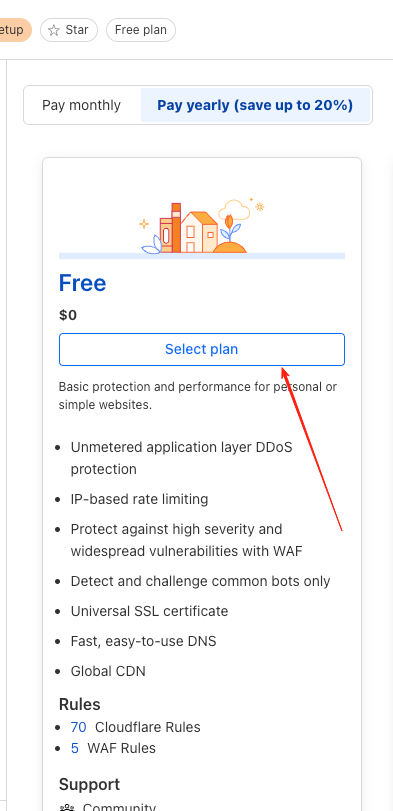 etup
Star
Free plan
Pay monthly
Pay yearly (save up to 20%)
Free
$0
Select plan
Basic protection and performance for personal or
simple websites.
Unmetered application layer DDoS
protection
IP-based rate limiting
Protect against high severity and
widespread vulnerabilities with WAF
Detect and challenge common bots only
Universal SSL certificate
Fast, easy-to-use DNS
Global CDN
Rules
70 Cloudflare Rules
5 WAF Rules
Support
Community